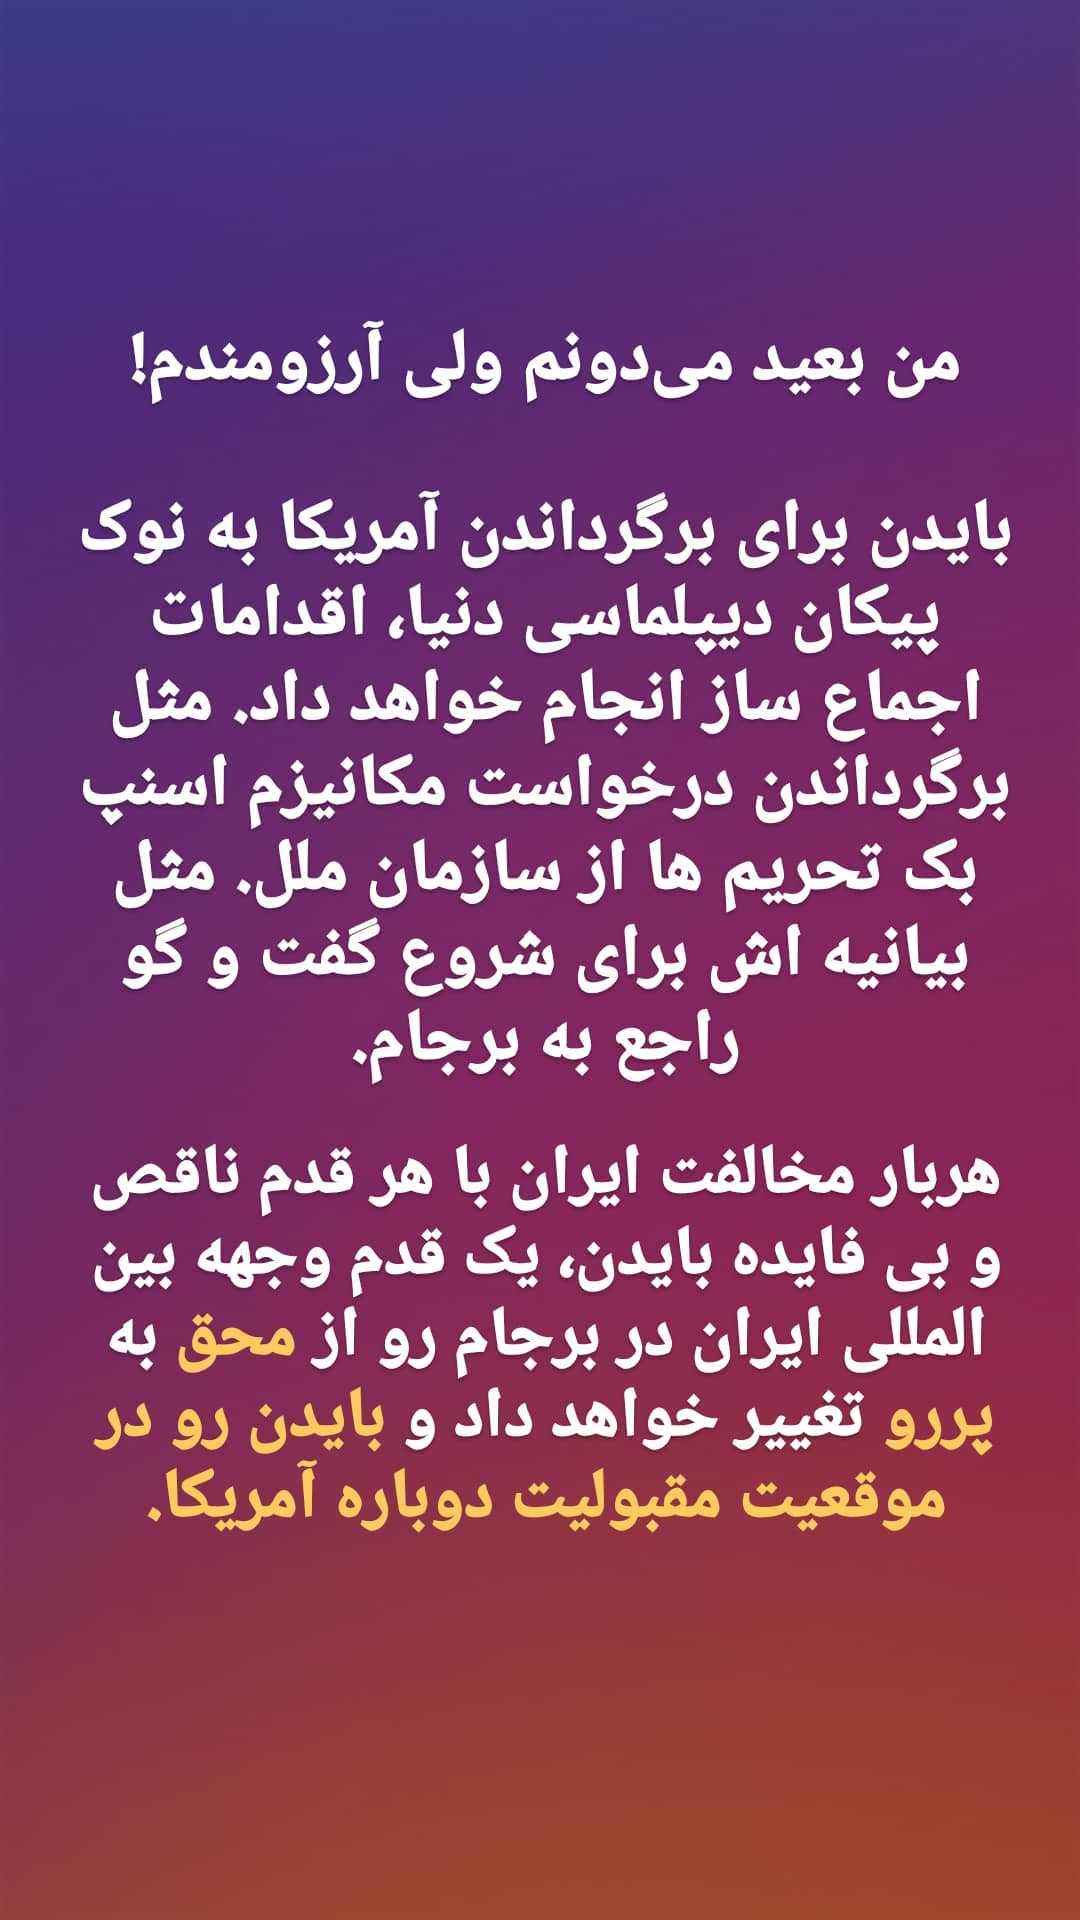 من بعید می‌دونم ولی آرزومندم!
بایدن برای برگرداندن آمریکا به نوک
پیکان دیپلماسی دنیا، اقدامات
اجماع ساز انجام خواهد داد. مثل
برگرداندن درخواست مکانیزم اسنپ
بک تحریم ها از سازمان ملل. مثل
بیانیه اش برای شروع گفت و گو
راجع به برجام.
هربار مخالفت ایران با هر قدم ناقص
و بی فایده بایدن، یک قدم وجهه بین
المللی ایران در برجام رو از محق به
پررو تغییر خواهد داد و بایدن رو در
موقعیت مقبولیت دوباره آمریکا.